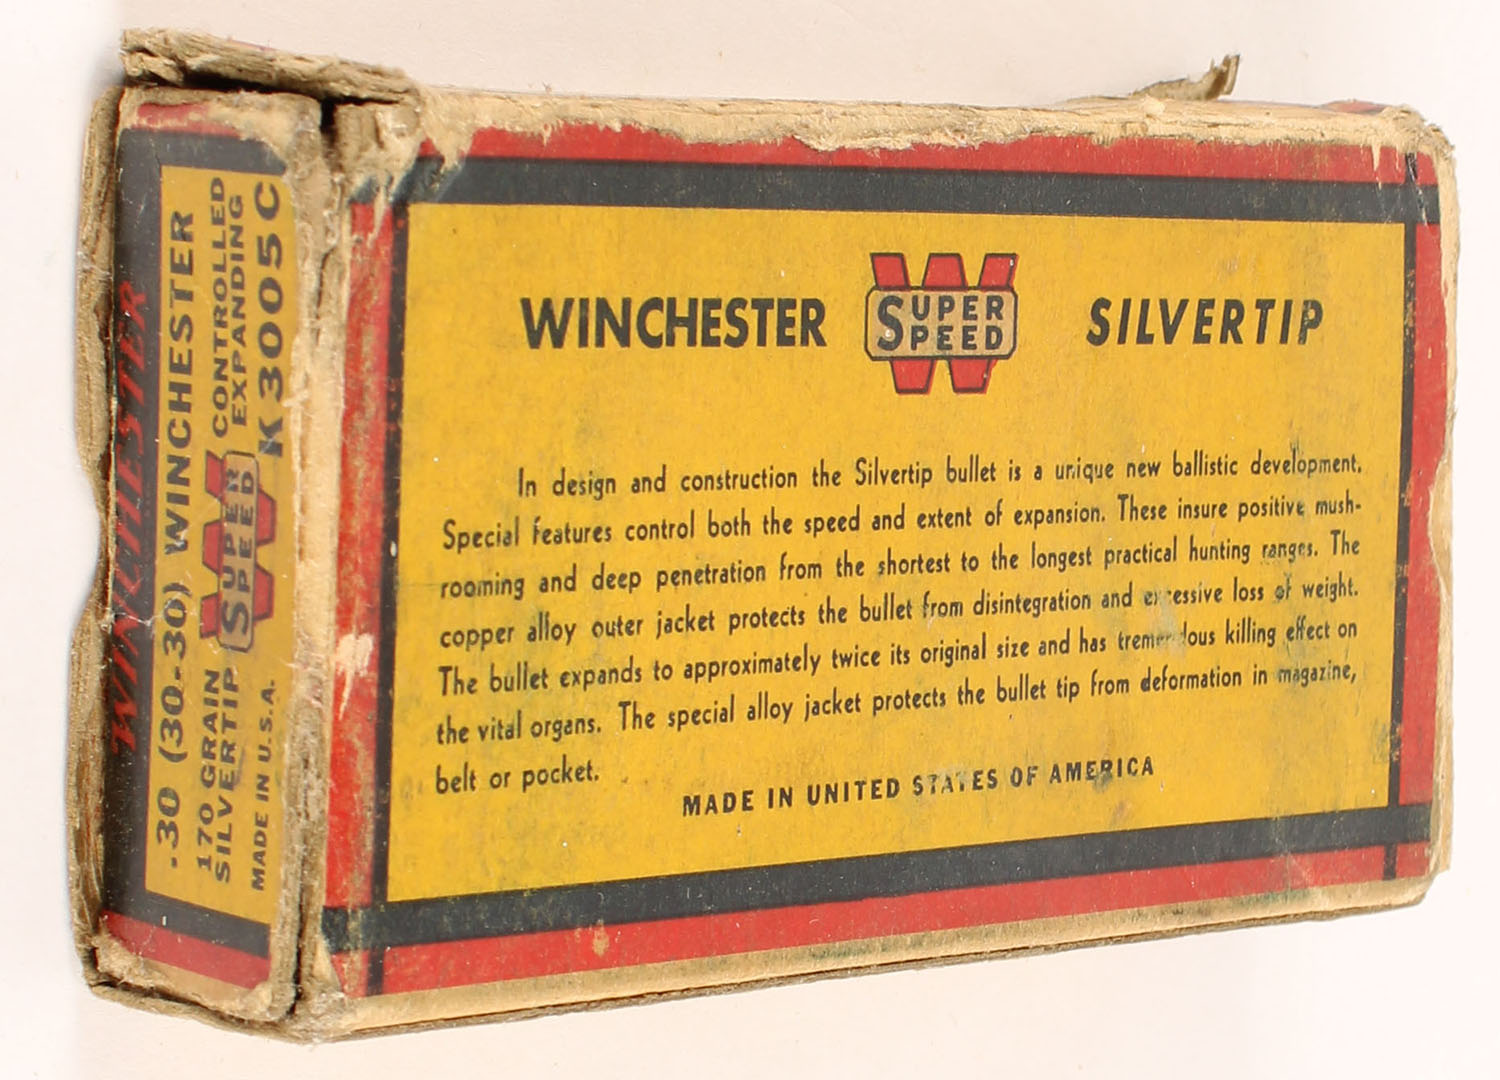 WINCHESTER
.30 (30-30) WINCHESTER
170 GRAIN
SILVERTIP
SUPER
SPEED
CONTROLLED
EXPANDING
MADE IN U.S.A.
K3005C
WINCHESTER SUPER SPEED SILVERTIP
In design and construction the Silvertip bullet is a unique new ballistic development.
Special features control both the speed and extent of expansion. These insure positive mush-
rooming and deep penetration from the shortest to the longest practical hunting ranges. The
copper alloy outer jacket protects the bullet from disintegration and excessive loss of weight.
The bullet expands to approximately twice its original size and has tremendous killing effect on
the vital organs. The special alloy jacket protects the bullet tip from deformation in magazine,
belt or pocket.
MADE IN UNITED STATES OF AMERICA